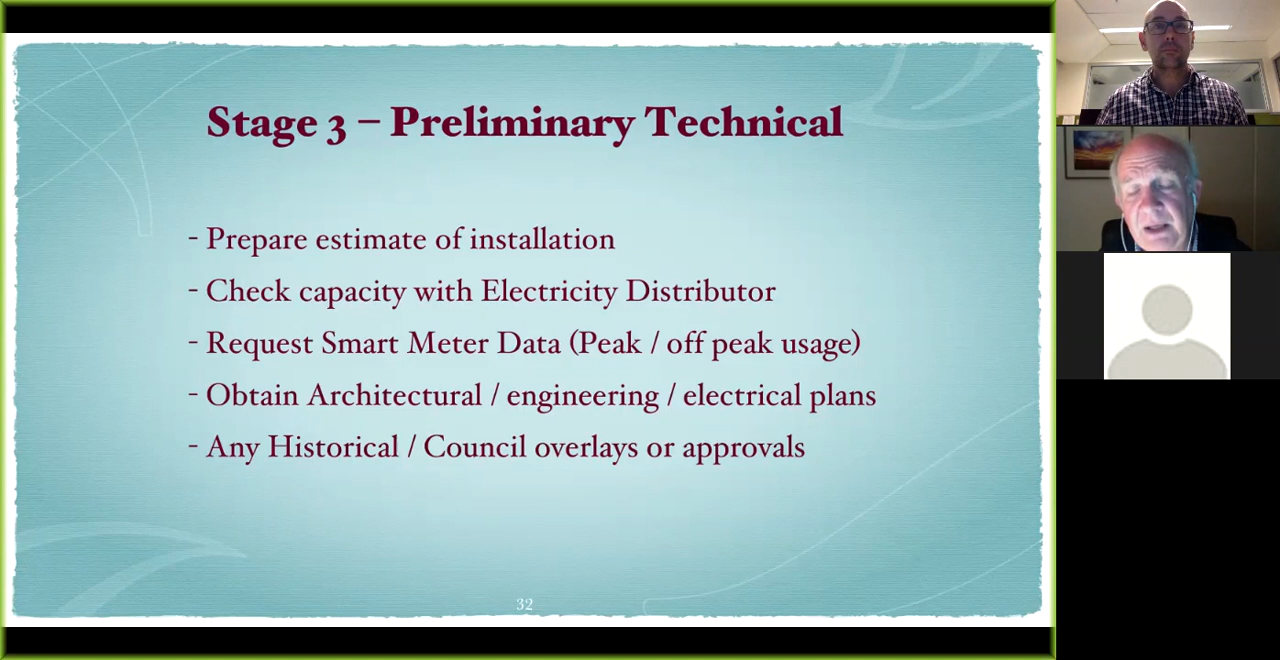 Stage 3 – Preliminary Technical
- Prepare estimate of installation
- Check capacity with Electricity Distributor
- Request Smart Meter Data (Peak / off peak usage)
- Obtain Architectural / engineering / electrical plans
- Any Historical / Council overlays or approvals
32